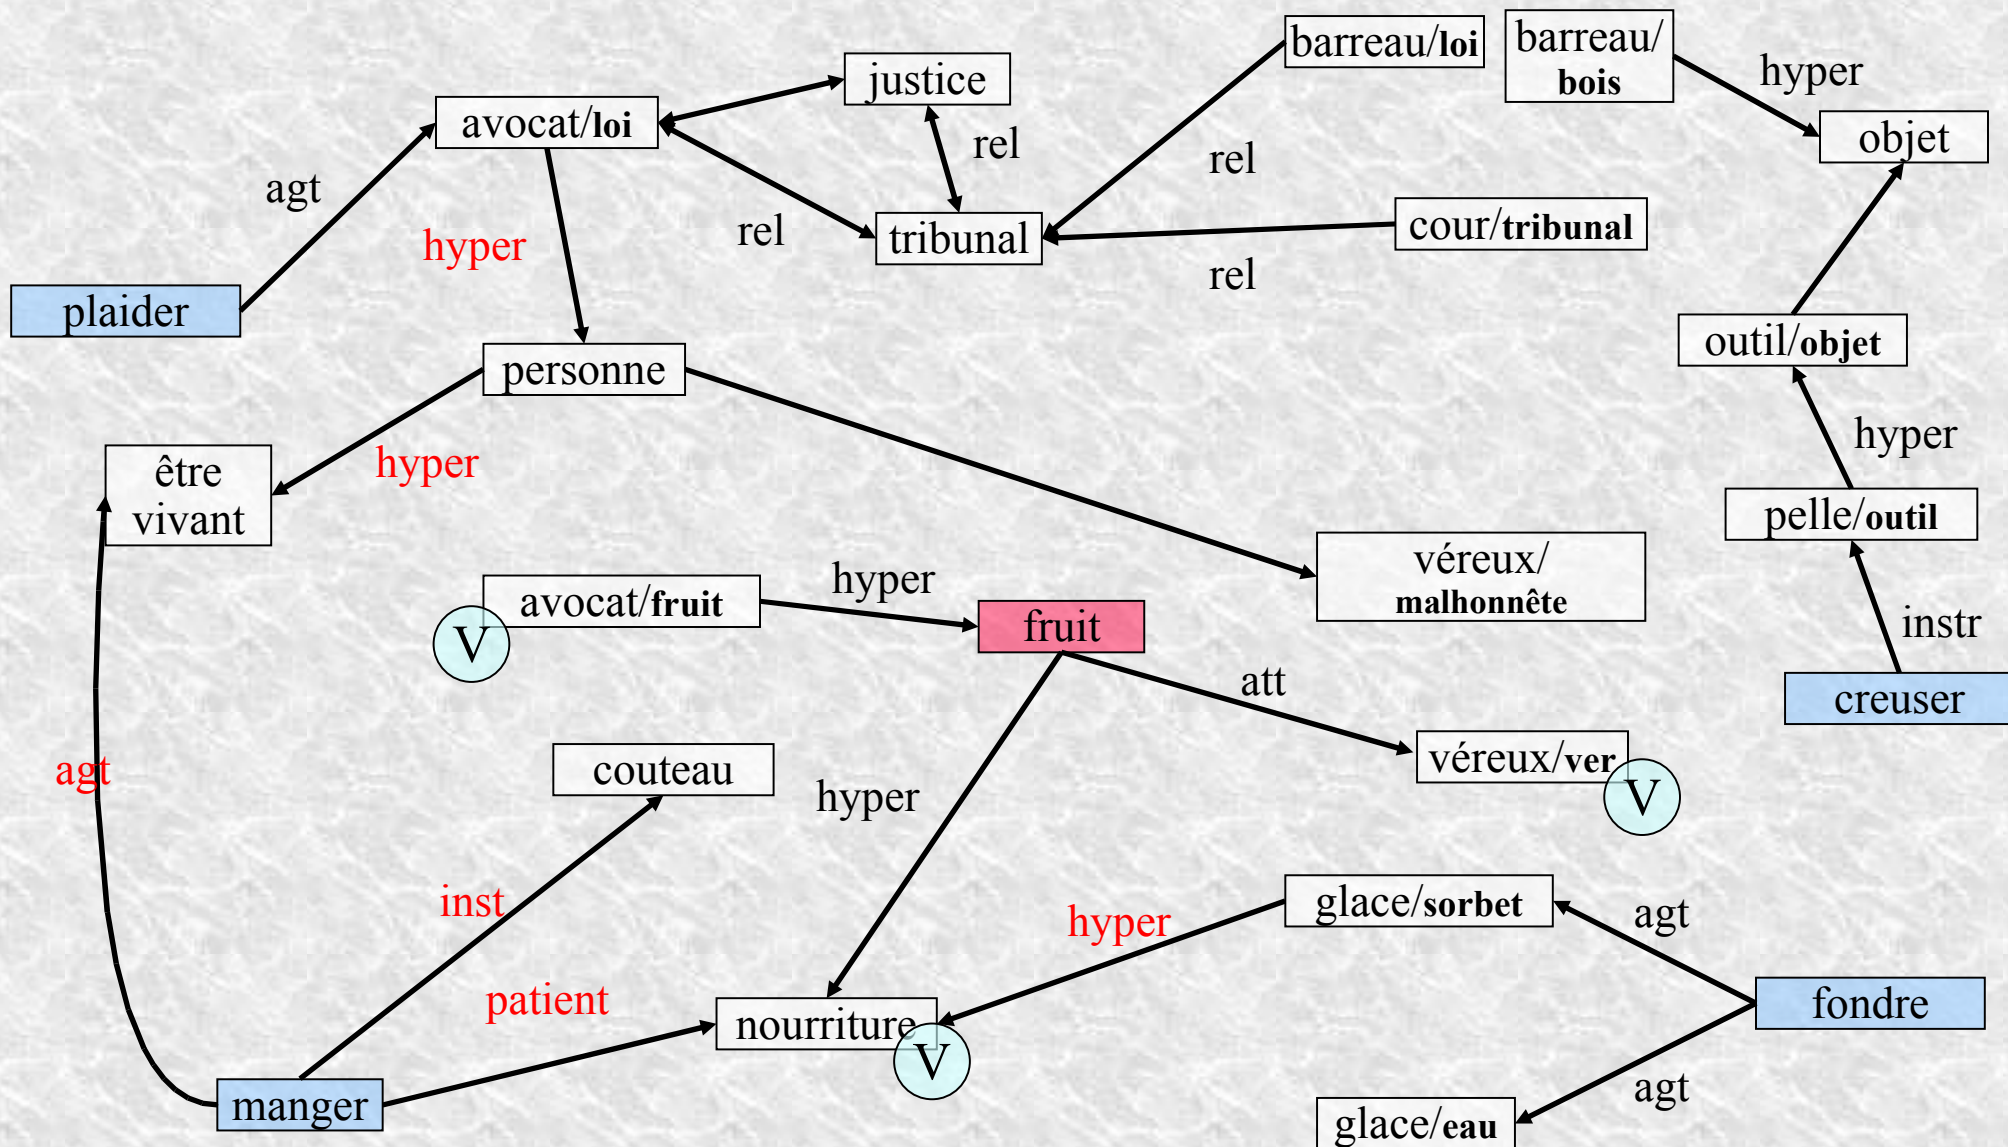 barreau/loi
barreau/
bois
hyper
justice
avocat/loi
objet
rel
rel
agt
hyper
rel
tribunal
cour/tribunal
rel
plaider
outil/objet
personne
hyper
hyper
être
vivant
pelle/outil
véreux/
malhonnête
hyper
avocat/fruit
V
fruit
instr
att
creuser
agt
couteau
hyper
véreux/ver
V
inst
hyper
glace/sorbet
agt
patient
nourriture
V
fondre
manger
agt
glace/eau